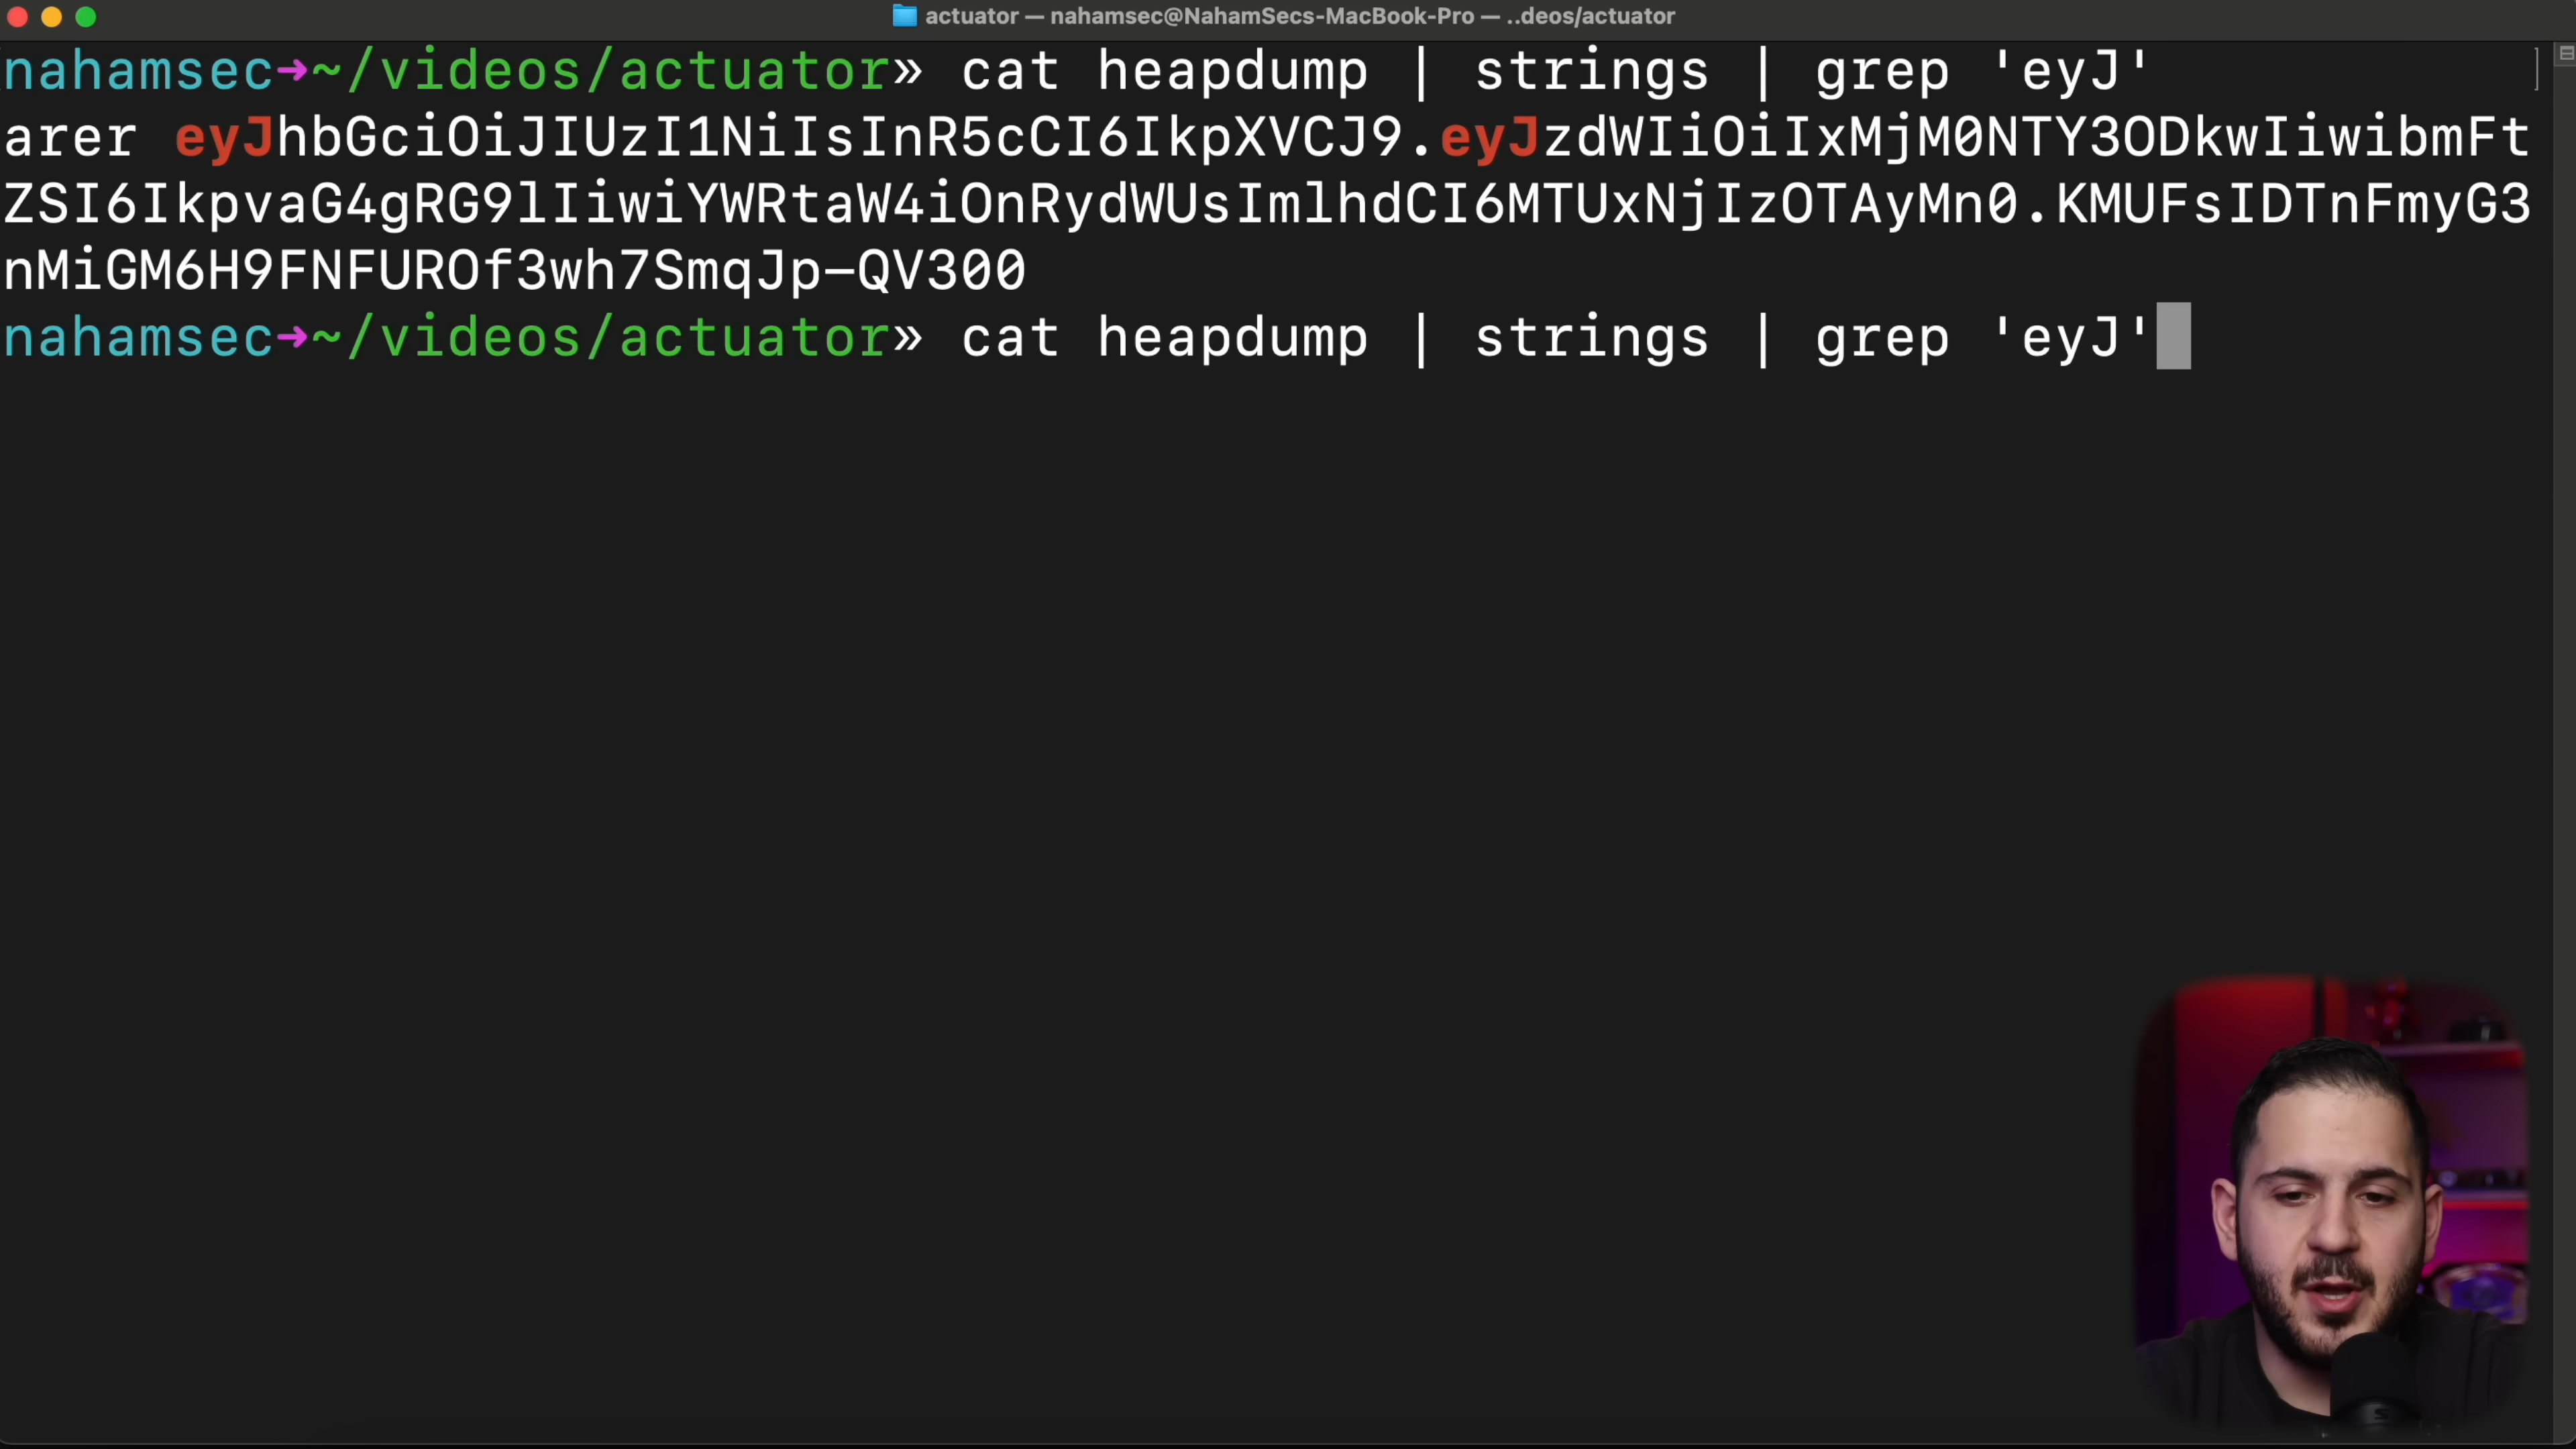 actuator — nahamsec@NahamSecs-MacBook-Pro — ..deos/actuator
nahamsec→~/videos/actuator» cat heapdump | strings | grep 'eyJ'
arer eyJhbGciOiJIUzI1NiIsInR5cCI6IkpXVCJ9.eyJzdWIiOiIxMjM0NTY3ODkwIiwibmFt
ZSI6IkpvaG4gRG9lIiwiYWRtaW4iOnRydWUsImlhdCI6MTUxNjIzOTAyMn0.KMUFsIDTnFmyG3
nMiGM6H9FNFUROf3wh7SmqJp-QV300
nahamsec→~/videos/actuator» cat heapdump | strings | grep 'eyJ'